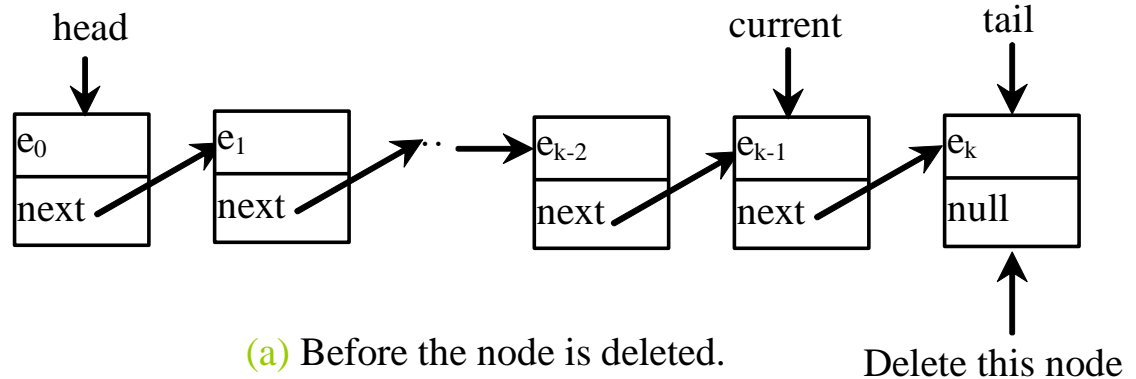 head current tail
e₀ e₁ .. eₖ₋₂ eₖ₋₁ eₖ
next next next next null
(a) Before the node is deleted.
Delete this node